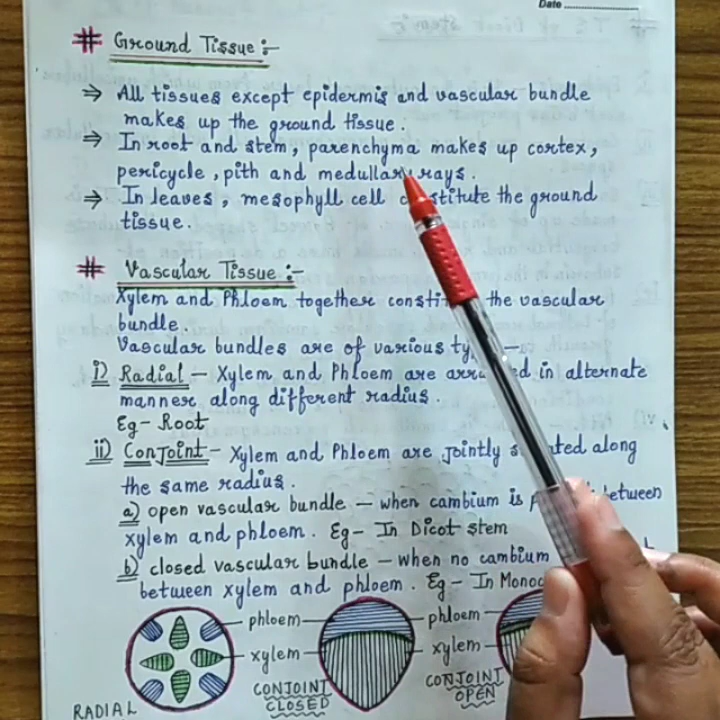 Date
# Ground Tissue :-
⇒ All tissues except epidermis and vascular bundle
makes up the ground tissue.
⇒ In root and stem, parenchyma makes up cortex,
pericycle, pith and medullary rays.
⇒ In leaves, mesophyll cell the ground
tissue.
# Vascular Tissue :-
Xylem and Phloem together the vascular
bundle.
Vascular bundles are of various —
i) Radial - Xylem and Phloem are in alternate
manner along different radius.
Eg - Root
ii) Conjoint - Xylem and Phloem are jointly along
the same radius.
a) open vascular bundle - when cambium is between
xylem and phloem. Eg - In Dicot stem
b) closed vascular bundle - when no cambium
between xylem and phloem. Eg - In
phloem phloem
xylem xylem
CONJOINT CLOSED
CONJOINT OPEN
RADIAL